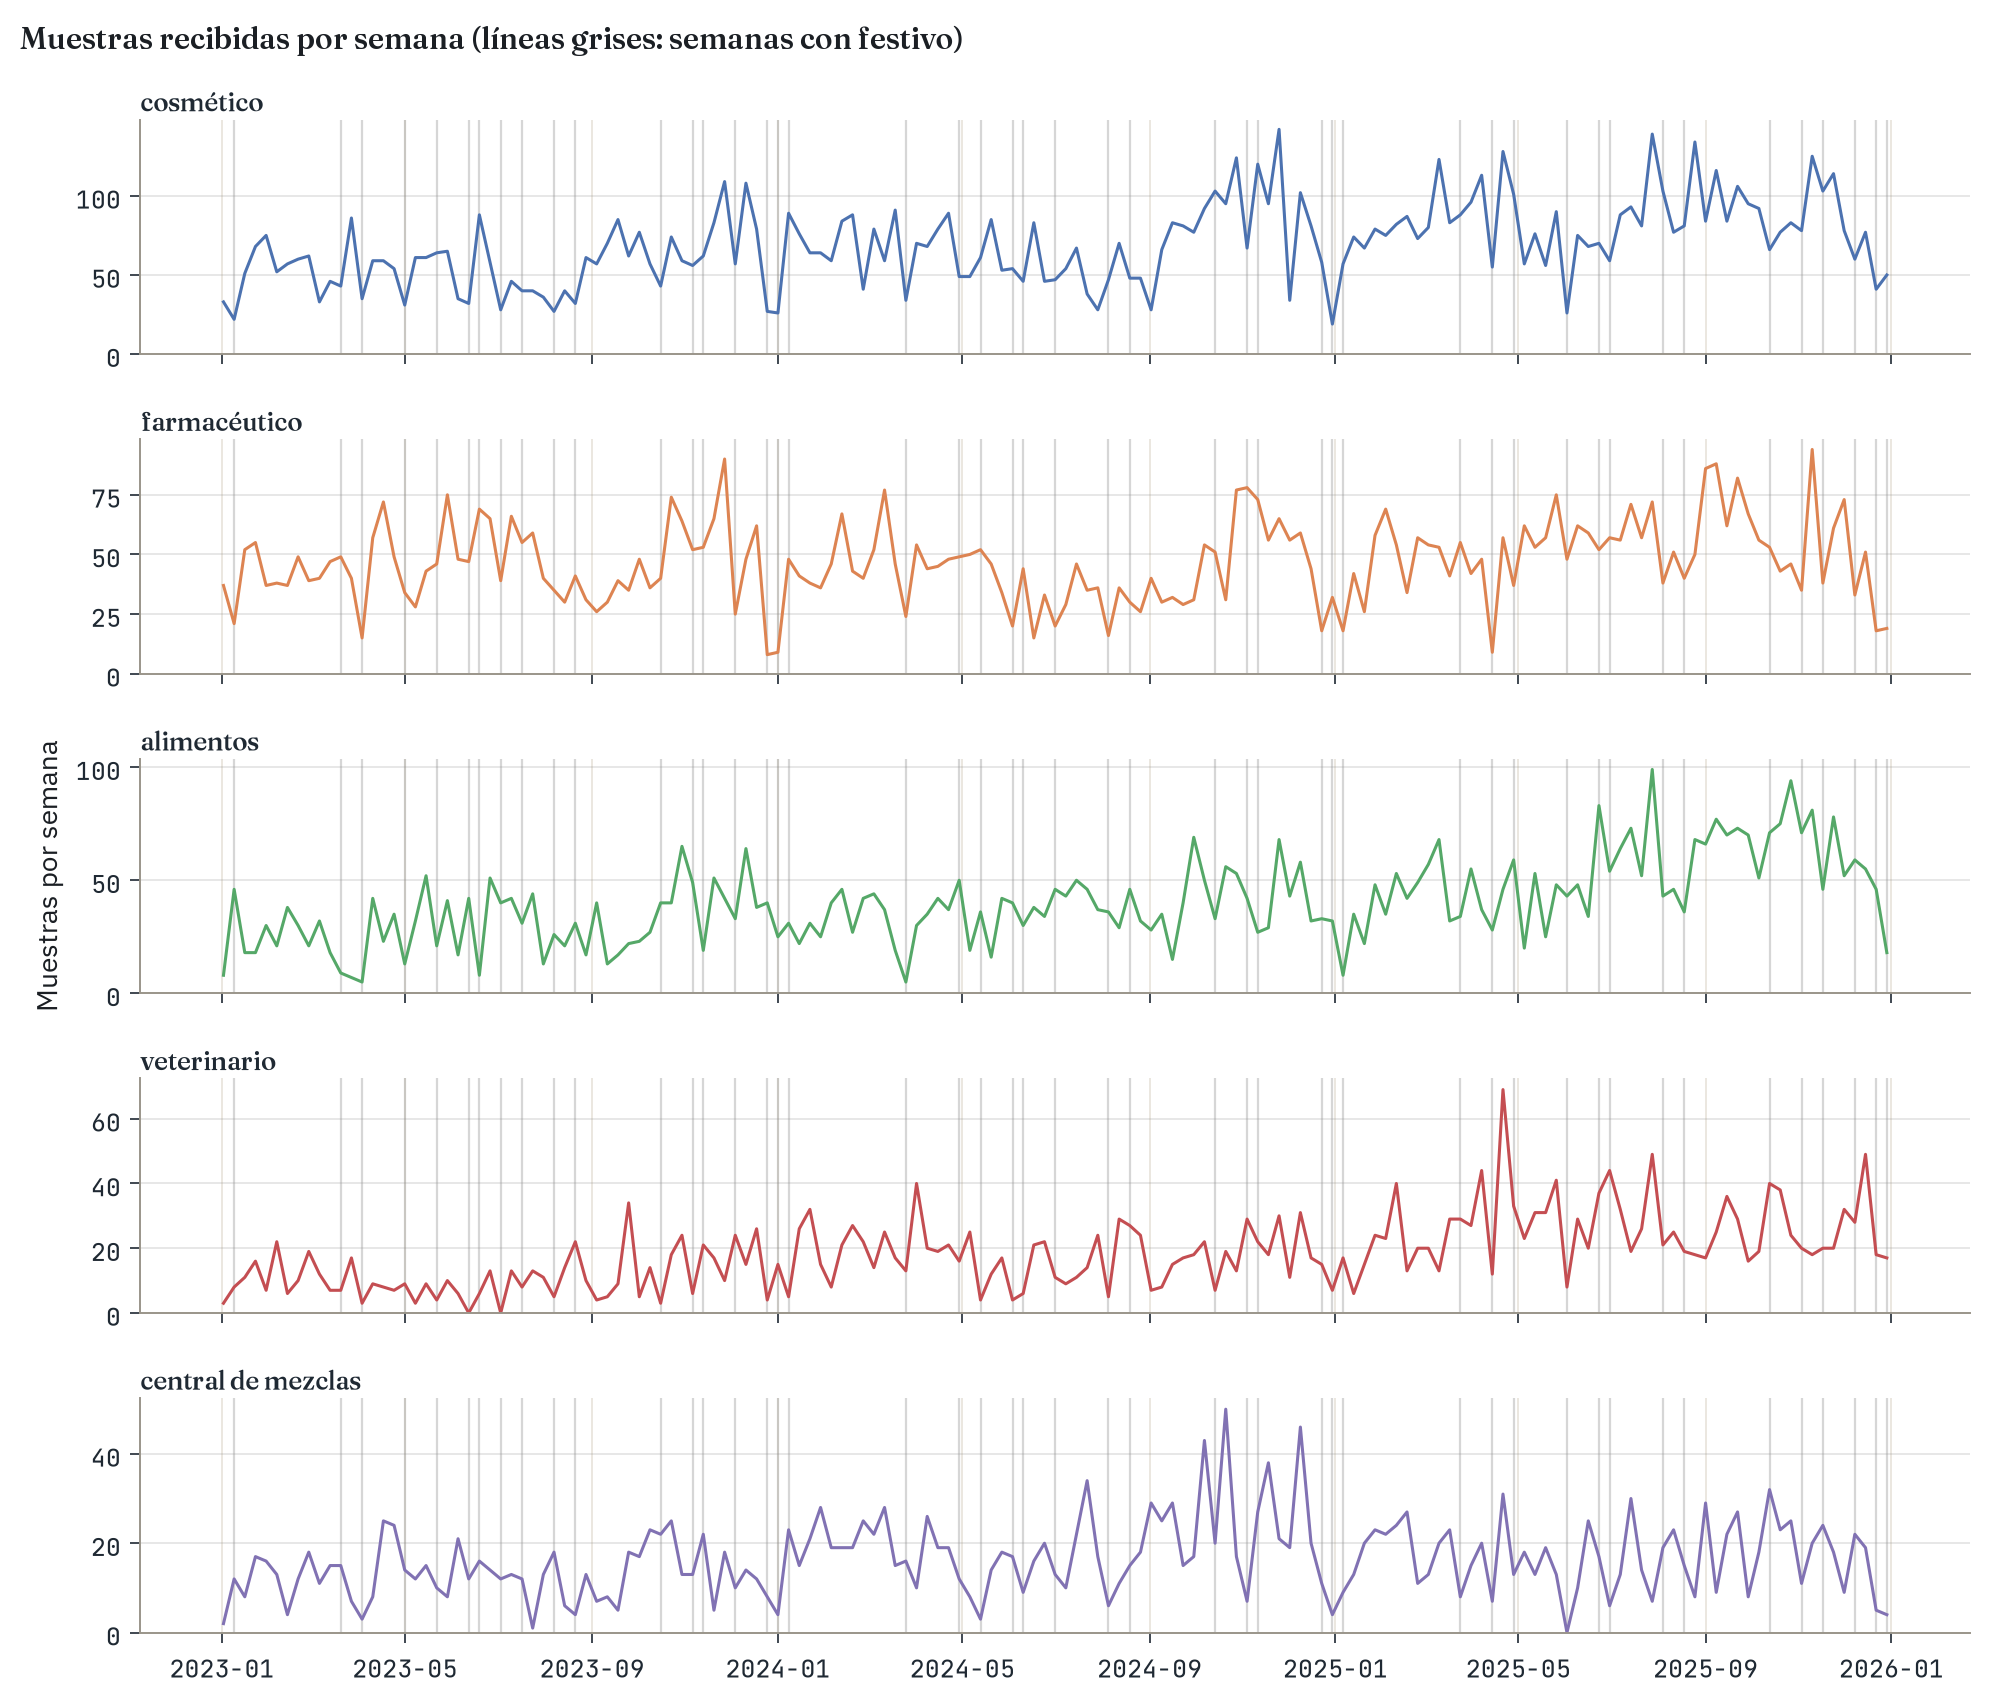 Muestras recibidas por semana (líneas grises: semanas con festivo)
cosmético
100
50
0
farmacéutico
75
50
25
0
Muestras por semana
alimentos
100
50
0
veterinario
60
40
20
0
central de mezclas
40
20
0
2023-01 2023-05 2023-09 2024-01 2024-05 2024-09 2025-01 2025-05 2025-09 2026-01